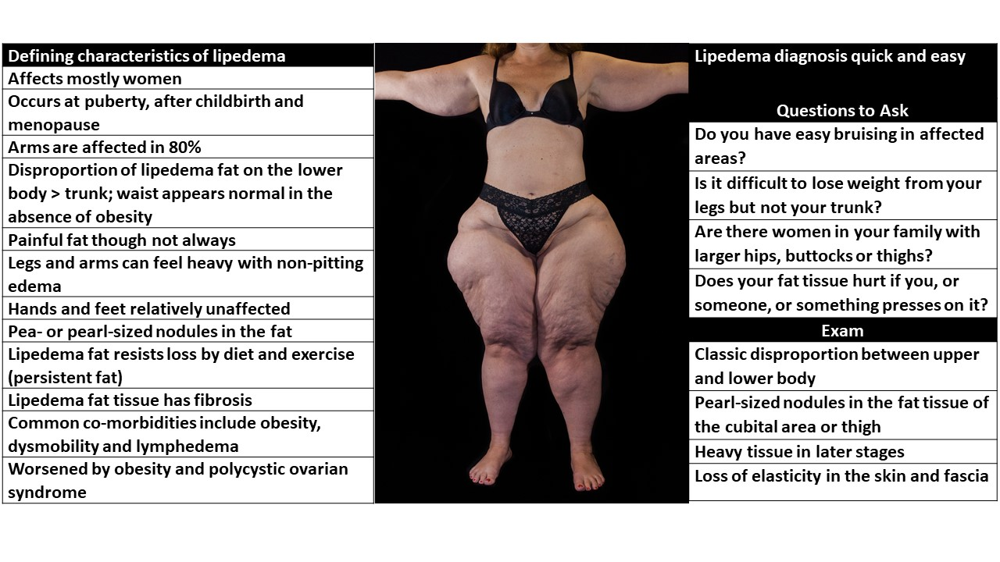 Defining characteristics of lipedema
Affects mostly women
Occurs at puberty, after childbirth and
menopause
Arms are affected in 80%
Disproportion of lipedema fat on the lower
body > trunk; waist appears normal in the
absence of obesity
Painful fat though not always
Legs and arms can feel heavy with non-pitting
edema
Hands and feet relatively unaffected
Pea- or pearl-sized nodules in the fat
Lipedema fat resists loss by diet and exercise
(persistent fat)
Lipedema fat tissue has fibrosis
Common co-morbidities include obesity,
dysmobility and lymphedema
Worsened by obesity and polycystic ovarian
syndrome
Lipedema diagnosis quick and easy
Questions to Ask
Do you have easy bruising in affected
areas?
Is it difficult to lose weight from your
legs but not your trunk?
Are there women in your family with
larger hips, buttocks or thighs?
Does your fat tissue hurt if you, or
someone, or something presses on it?
Exam
Classic disproportion between upper
and lower body
Pearl-sized nodules in the fat tissue of
the cubital area or thigh
Heavy tissue in later stages
Loss of elasticity in the skin and fascia